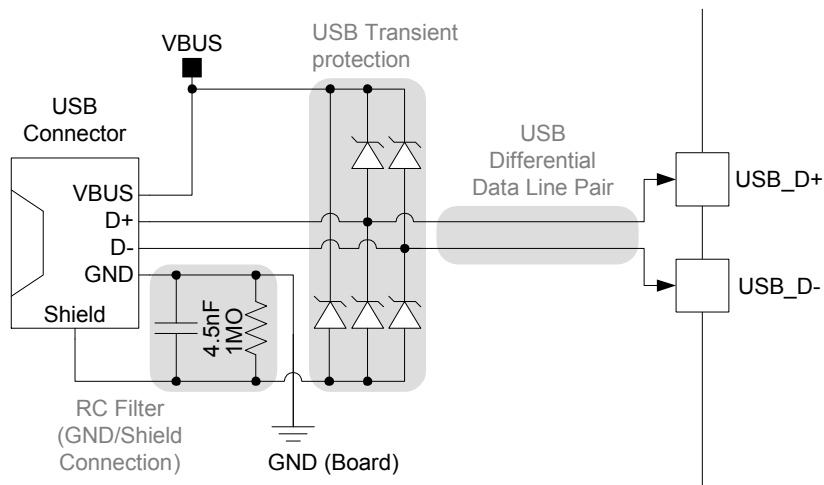 VBUS
USB Transient
protection
USB
Connector
USB
Differential
Data Line Pair
VBUS
D+
D-
GND
Shield
USB_D+
USB_D-
4.5nF
1MO
RC Filter
(GND/Shield
Connection)
GND (Board)